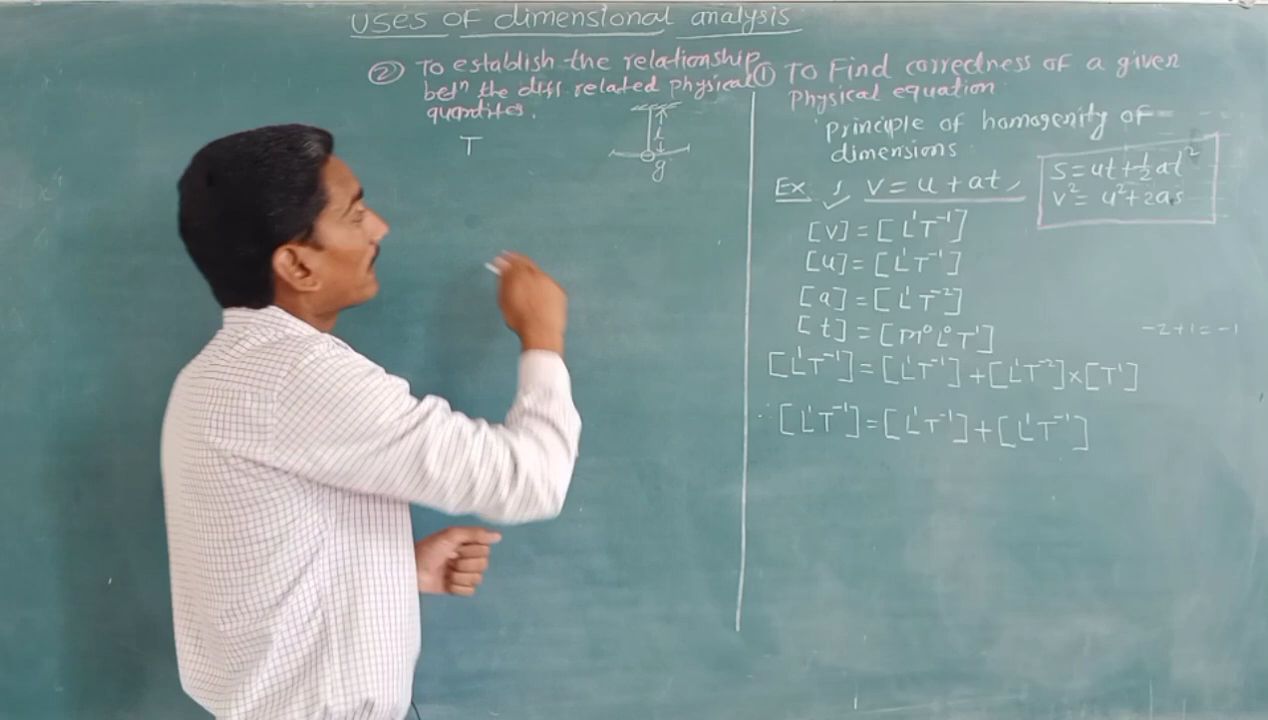 Uses of dimensional analysis
② To establish the relationship
betn the diff. related physical
quantites.
T
l
g
① To Find correctness of a given
Physical equation
Principle of homogenity of
dimensions
Ex. 1 v = u + at
s = ut + ½ at²
v² = u² + 2as
[v] = [L¹T⁻¹]
[u] = [L¹T⁻¹]
[a] = [L¹T⁻²]
[t] = [M⁰L⁰T¹]
-2+1 = -1
[L¹T⁻¹] = [L¹T⁻¹] + [L¹T⁻²] × [T¹]
∴ [L¹T⁻¹] = [L¹T⁻¹] + [L¹T⁻¹]